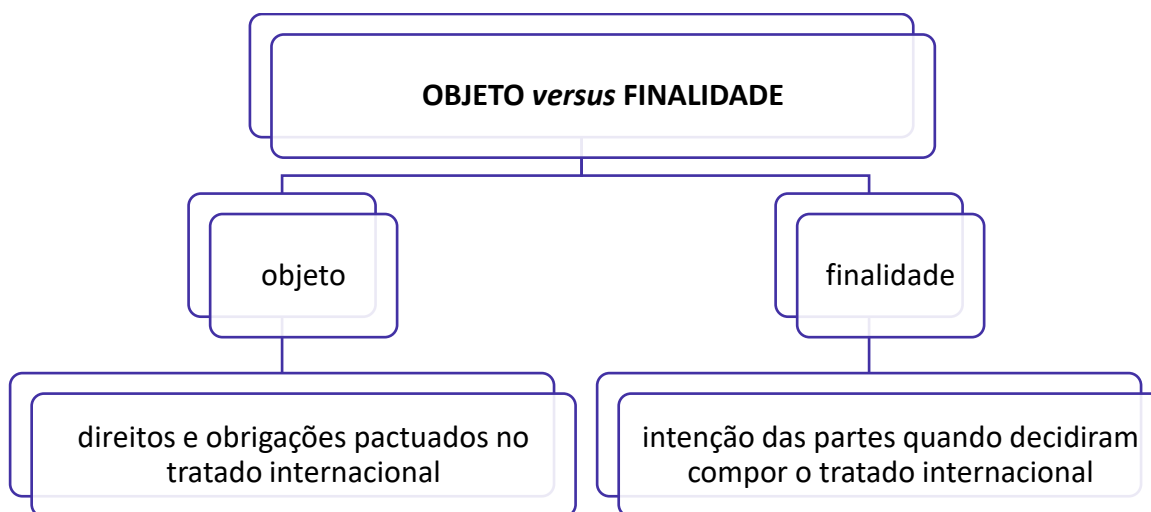 OBJETO versus FINALIDADE
objeto
finalidade
direitos e obrigações pactuados no
tratado internacional
intenção das partes quando decidiram
compor o tratado internacional